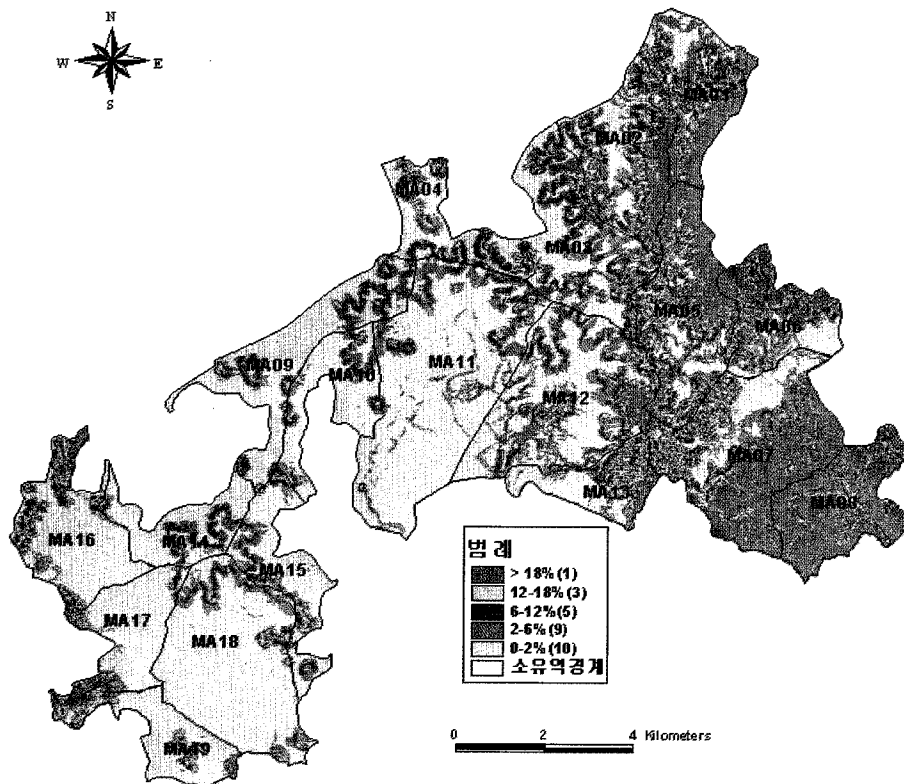 N
W E
S
MA01
MA02
MA04
MA03
MA05
MA06
MA09
MA10
MA11
MA12
MA07
MA13
MA08
MA16
MA14
MA15
MA17
MA18
MA19
범례
> 18% (1)
12-18% (3)
6-12% (5)
2-6% (9)
0-2% (10)
소유역경계
0 2 4 Kilometers